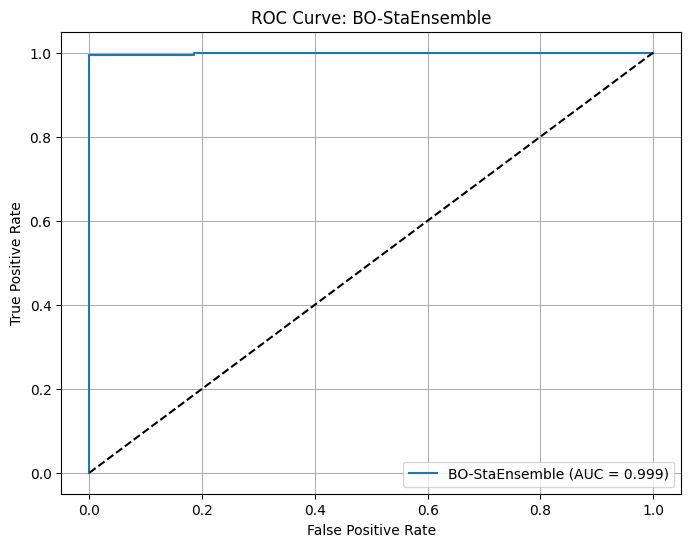 ROC Curve: BO-StaEnsemble
True Positive Rate
1.0
0.8
0.6
0.4
0.2
0.0
BO-StaEnsemble (AUC = 0.999)
0.0 0.2 0.4 0.6 0.8 1.0
False Positive Rate